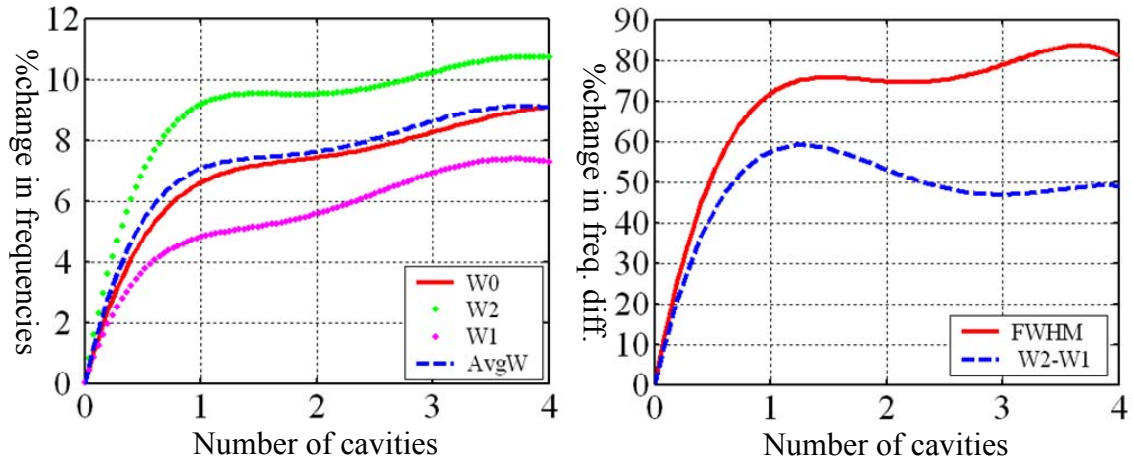 %change in frequencies
12
10
8
6
4
2
0
0 1 2 3 4
Number of cavities
W0
W2
W1
AvgW
%change in freq. diff.
90
80
70
60
50
40
30
20
10
0
0 1 2 3 4
Number of cavities
FWHM
W2-W1